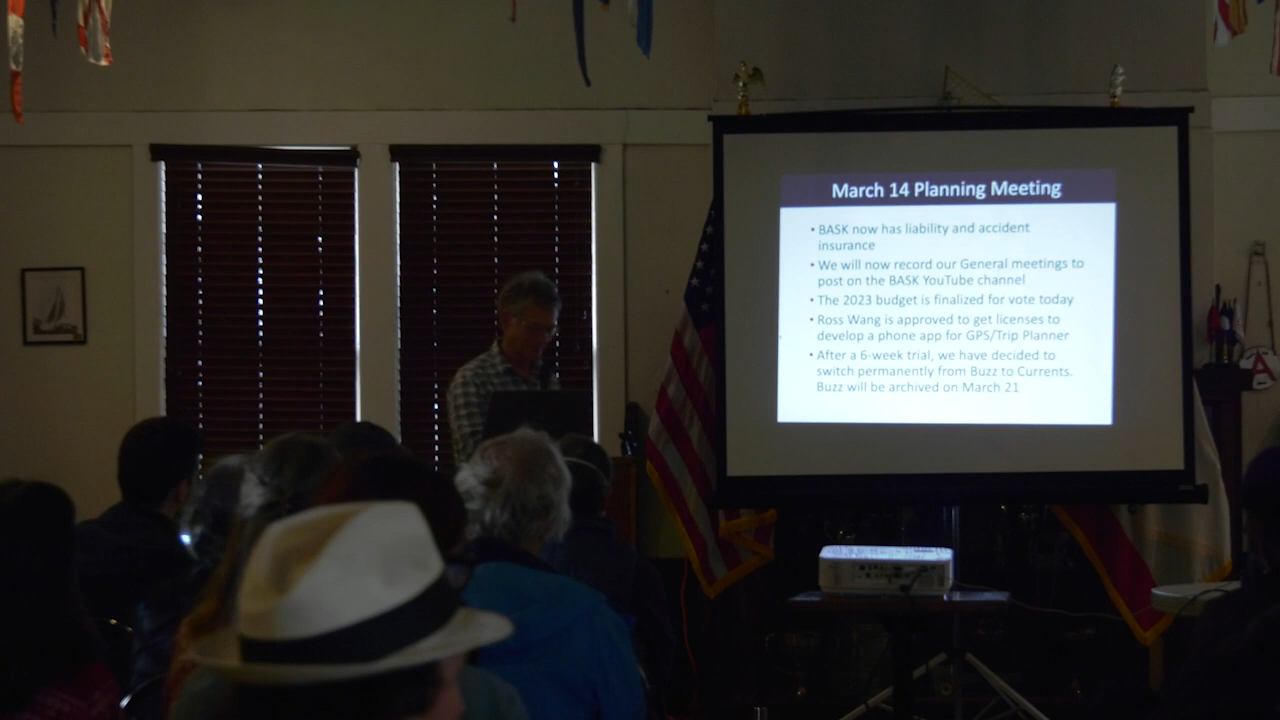 March 14 Planning Meeting
• BASK now has liability and accident
insurance
• We will now record our General meetings to
post on the BASK YouTube channel
• The 2023 budget is finalized for vote today
• Ross Wang is approved to get licenses to
develop a phone app for GPS/Trip Planner
• After a 6-week trial, we have decided to
switch permanently from Buzz to Currents.
Buzz will be archived on March 21
A